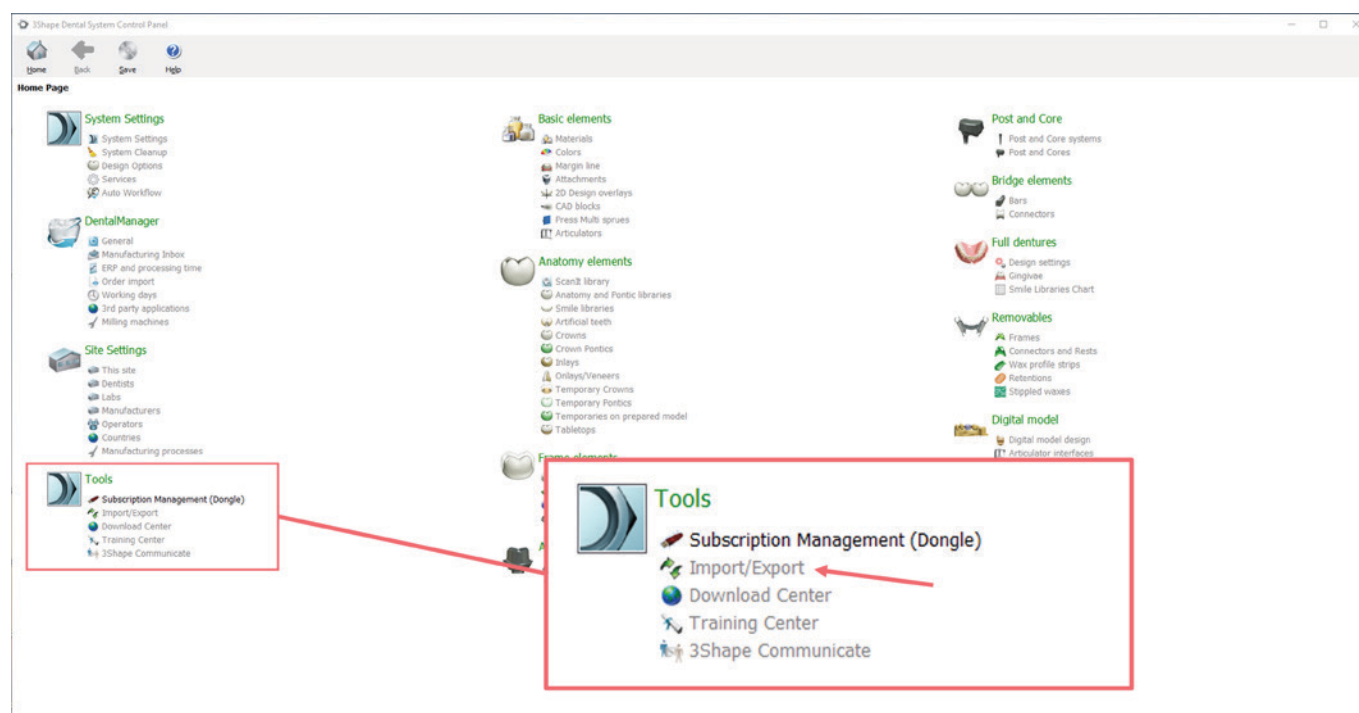 3Shape Dental System Control Panel
Home
Back
Save
Help
Home Page
System Settings
System Settings
System Cleanup
Design Options
Services
Auto Workflow
DentalManager
General
Manufacturing Inbox
ERP and processing time
Order import
Working days
3rd party applications
Milling machines
Site Settings
This site
Dentists
Labs
Manufacturers
Operators
Countries
Manufacturing processes
Tools
Subscription Management (Dongle)
Import/Export
Download Center
Training Center
3Shape Communicate
Basic elements
Materials
Colors
Margin line
Attachments
2D Design overlays
CAD blocks
Press Multi sprues
Articulators
Anatomy elements
ScanIt library
Anatomy and Pontic libraries
Smile libraries
Artificial teeth
Crowns
Crown Pontics
Inlays
Onlays/Veneers
Temporary Crowns
Temporary Pontics
Temporaries on prepared model
Tabletops
Frame elements
Post and Core
Post and Core systems
Post and Cores
Bridge elements
Bars
Connectors
Full dentures
Design settings
Gingivae
Smile Libraries Chart
Removables
Frames
Connectors and Rests
Wax profile strips
Retentions
Stippled waxes
Digital model
Digital model design
Articulator interfaces
Tools
Subscription Management (Dongle)
Import/Export
Download Center
Training Center
3Shape Communicate